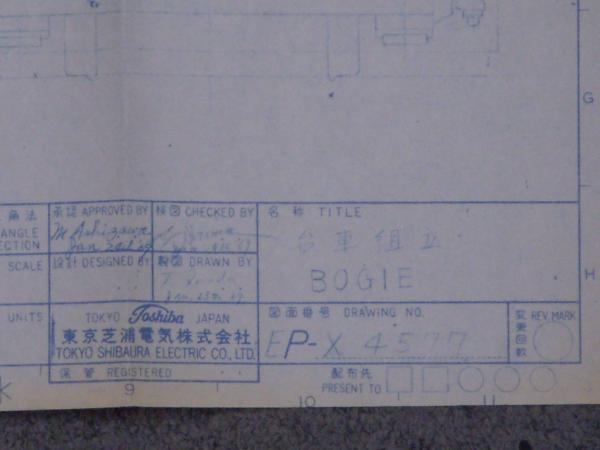 G
角法
ANGLE
ECTION
承認 APPROVED BY
検図 CHECKED BY
名称 TITLE
台車組立
BOGIE
SCALE
設計 DESIGNED BY
製図 DRAWN BY
H
UNITS
TOKYO Toshiba JAPAN
東京芝浦電気株式会社
TOKYO SHIBAURA ELECTRIC CO., LTD.
図面番号 DRAWING NO.
EP-X 4577
変更回数 REV. MARK
保管 REGISTERED
配布先
PRESENT TO
9
10
11